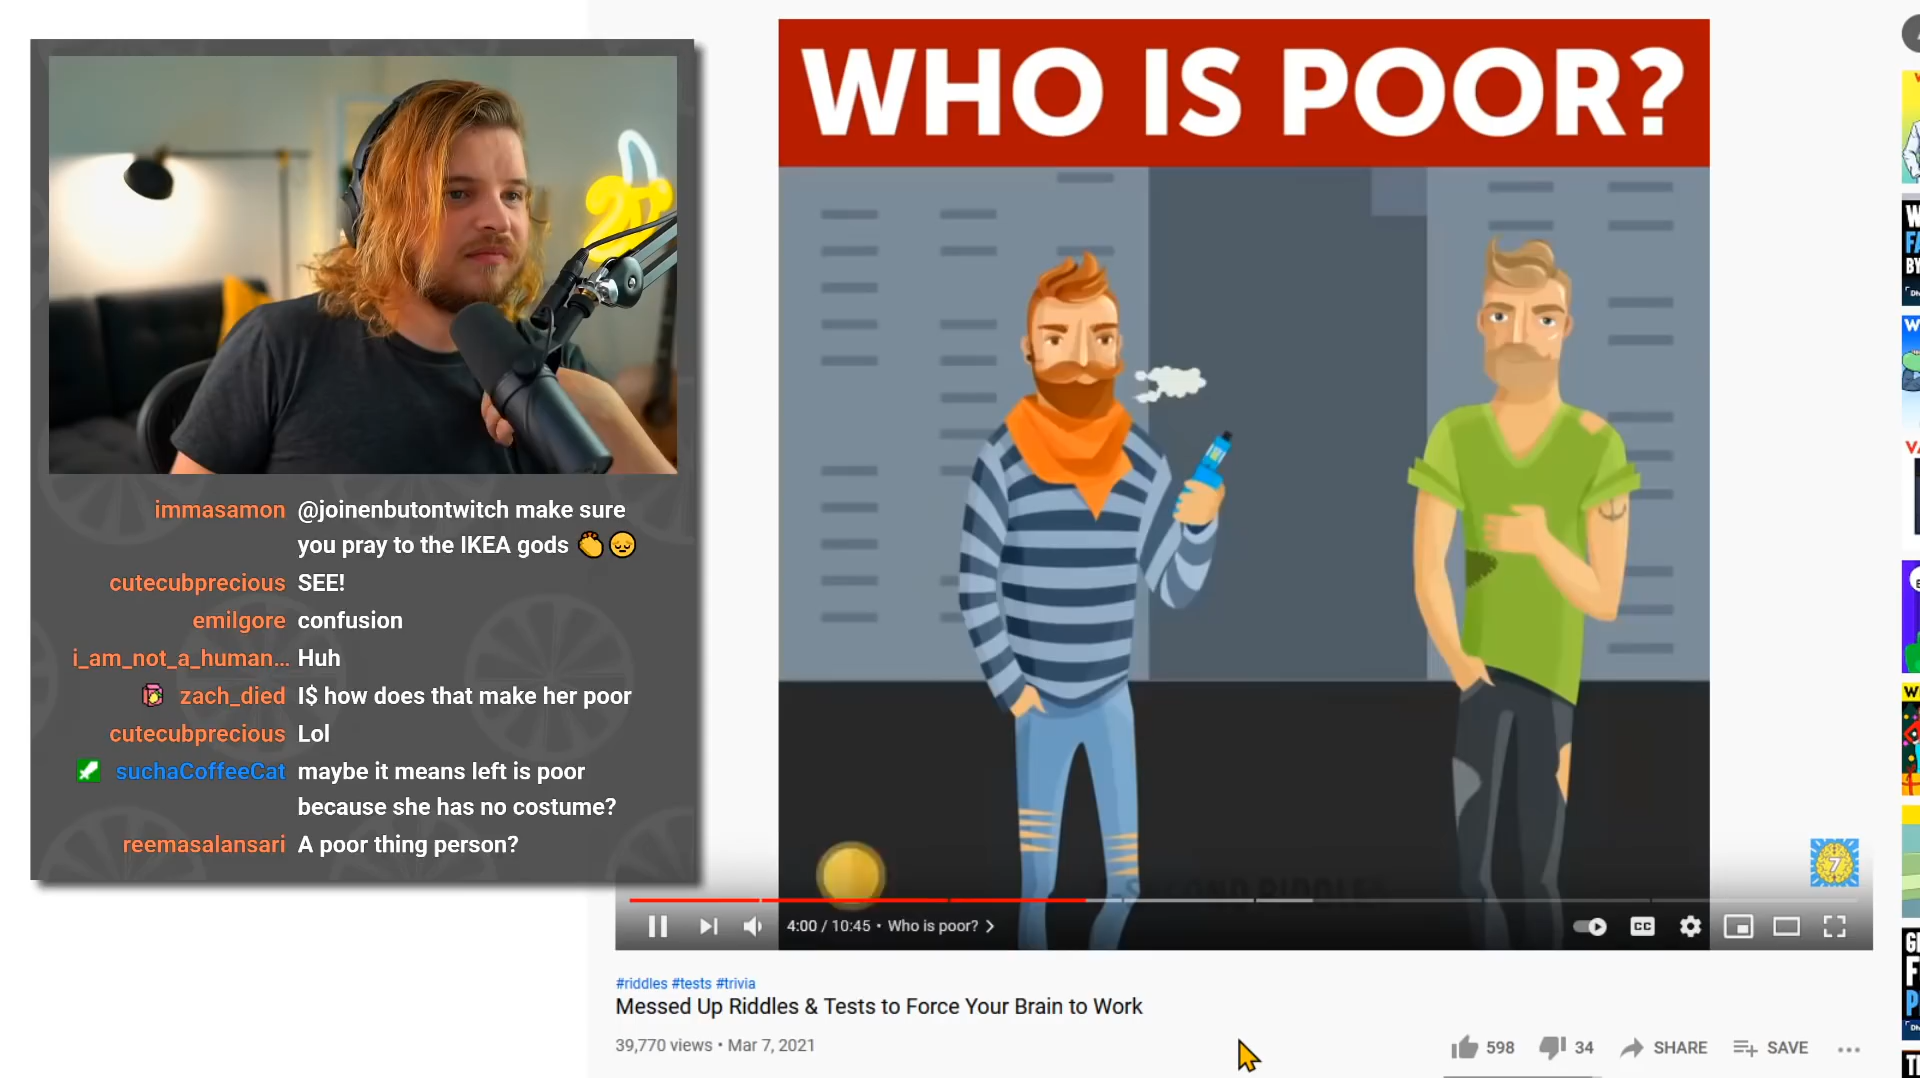 WHO IS POOR?
immasamon @joinenbutontwitch make sure
you pray to the IKEA gods
cutecubprecious SEE!
emilgore confusion
i_am_not_a_human... Huh
zach_died I$ how does that make her poor
cutecubprecious Lol
suchaCoffeeCat maybe it means left is poor
because she has no costume?
reemasalansari A poor thing person?
7
4:00 / 10:45 • Who is poor?
CC
#riddles #tests #trivia
Messed Up Riddles & Tests to Force Your Brain to Work
39,770 views • Mar 7, 2021
598 34 SHARE SAVE